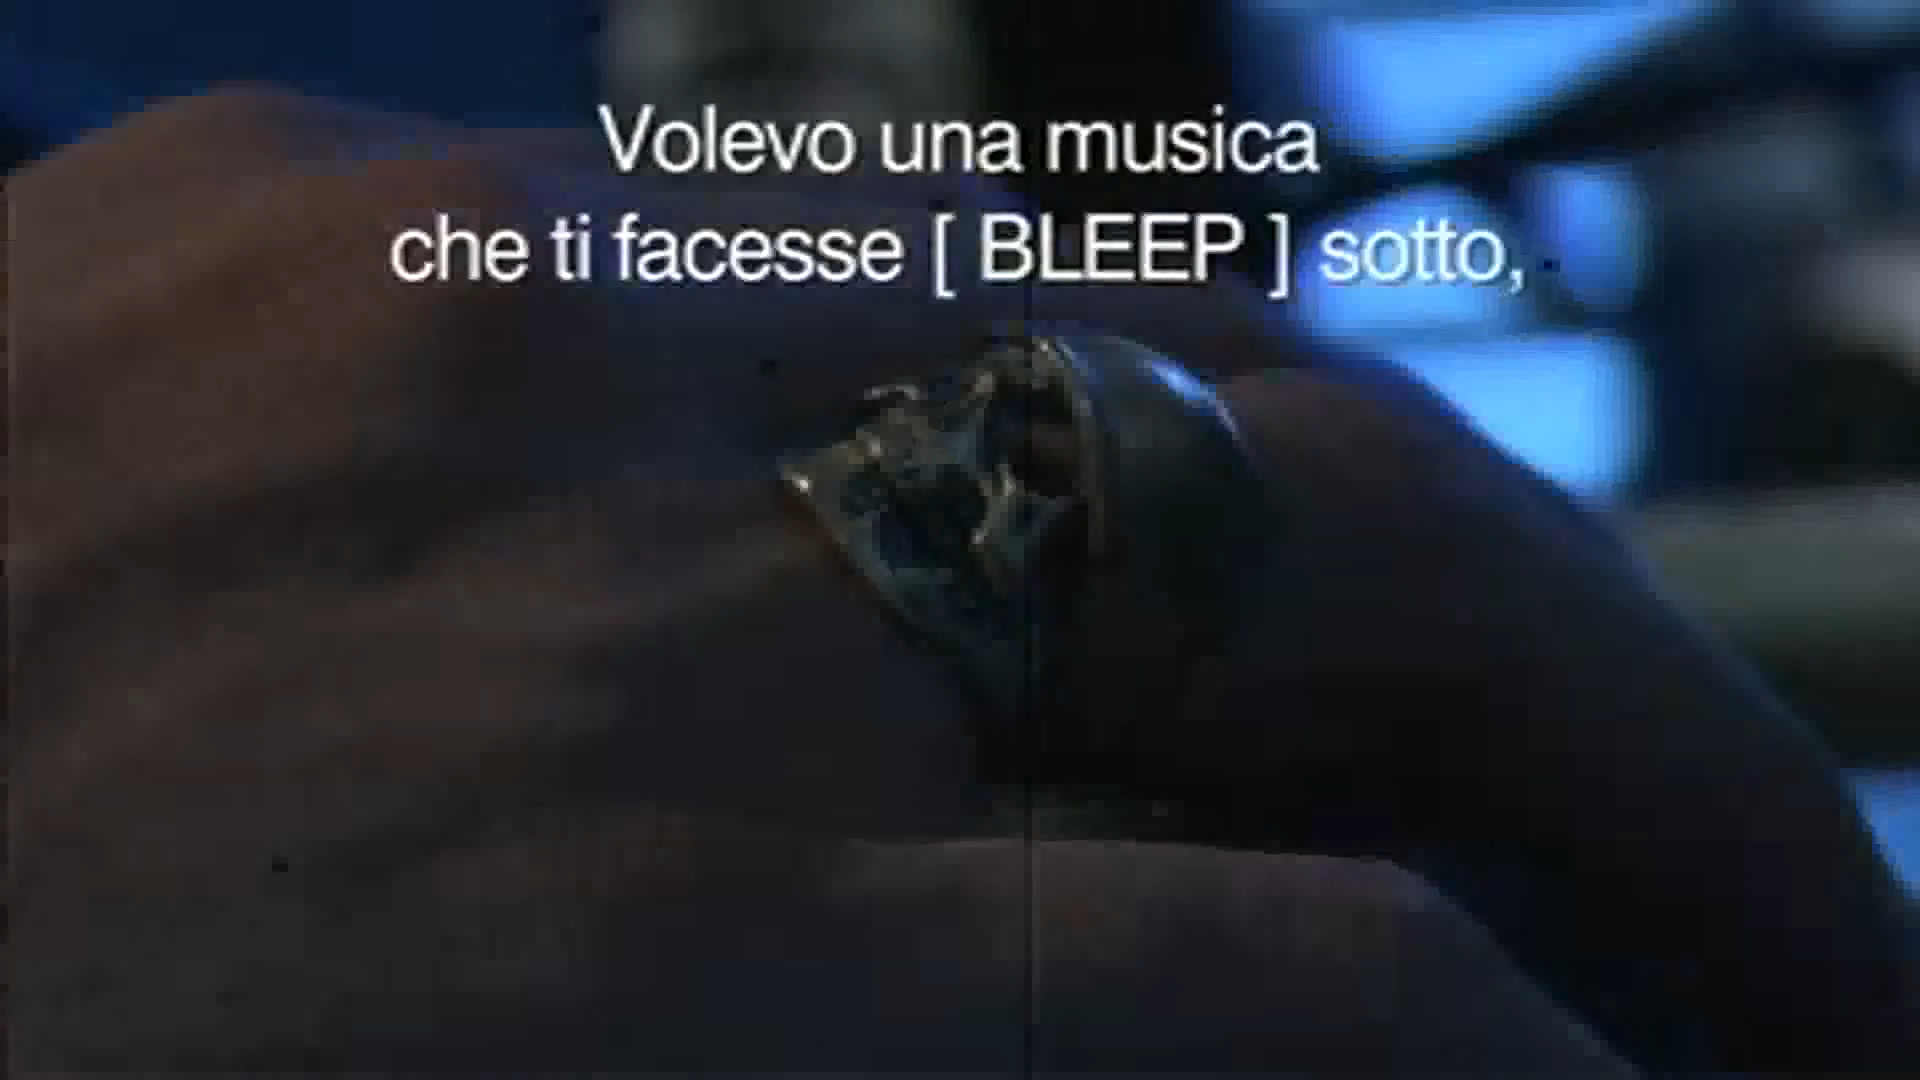 Volevo una musica
che ti facesse [ BLEEP ] sotto,